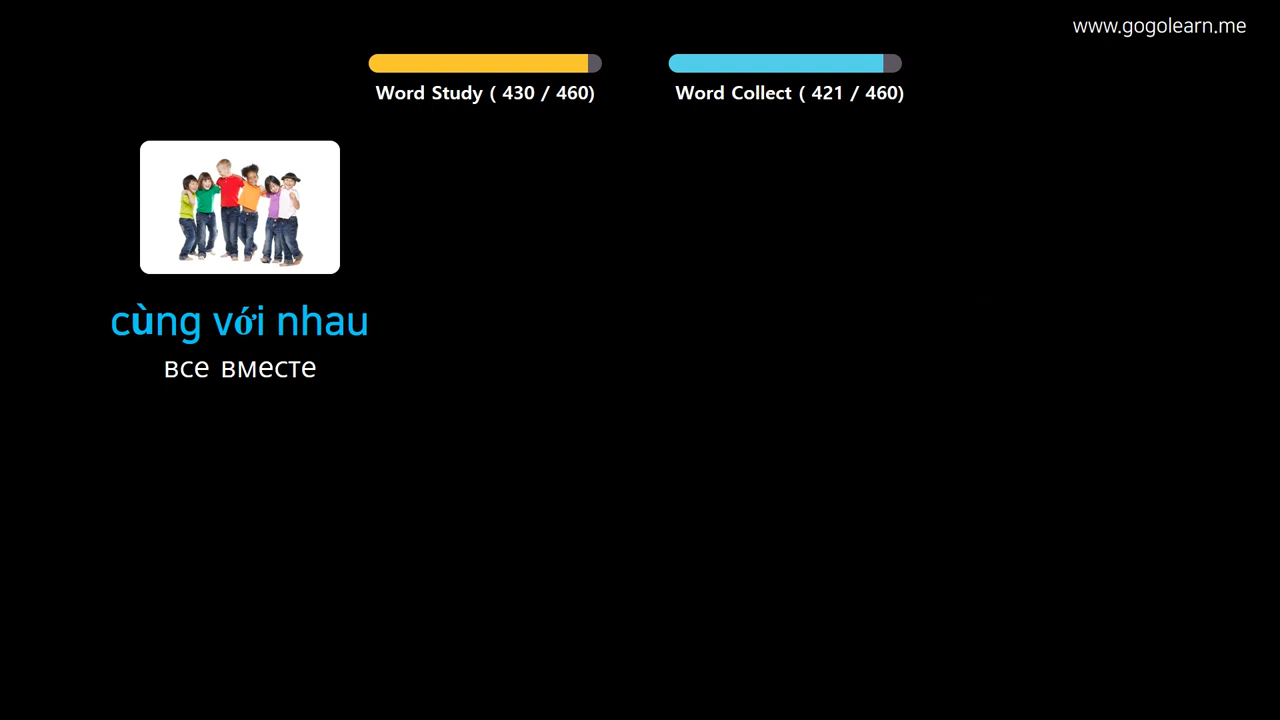 www.gogolearn.me
Word Study ( 430 / 460)
Word Collect ( 421 / 460)
cùng với nhau
все вместе